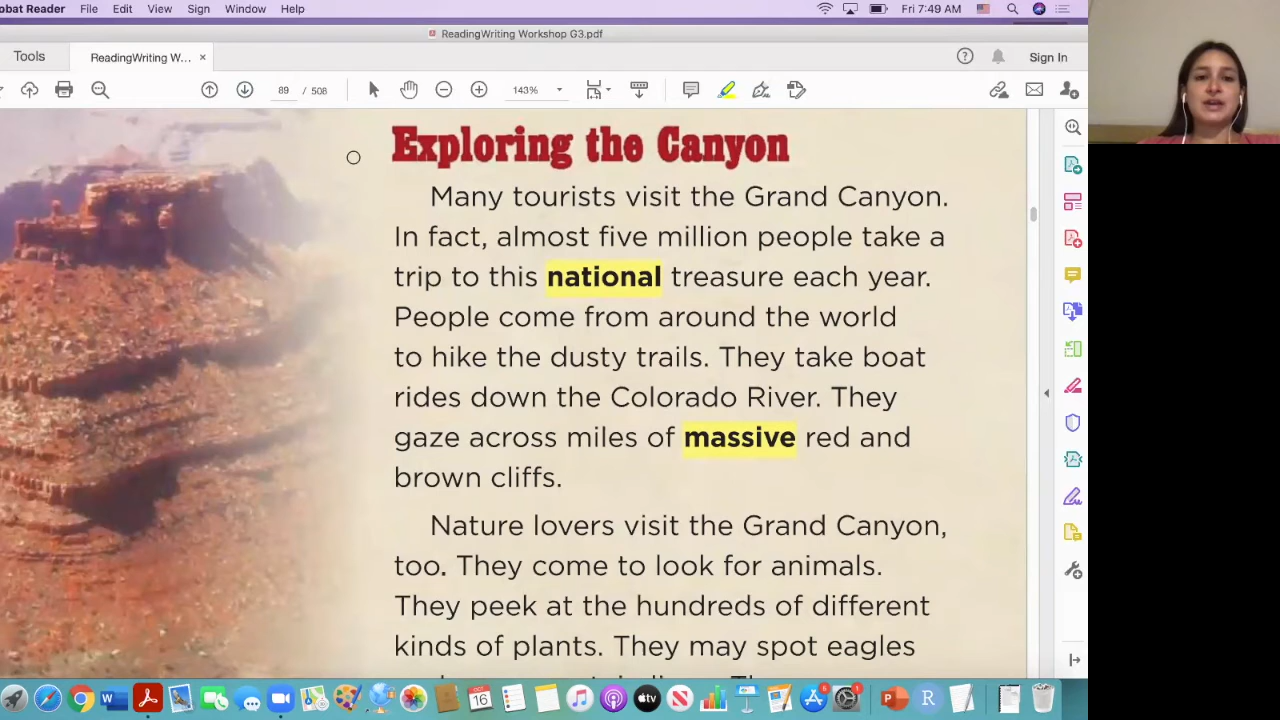 obat Reader File Edit View Sign Window Help Fri 7:49 AM
ReadingWriting Workshop G3.pdf
Tools ReadingWriting W... × Sign In
89 / 508 143%
Exploring the Canyon
Many tourists visit the Grand Canyon.
In fact, almost five million people take a
trip to this national treasure each year.
People come from around the world
to hike the dusty trails. They take boat
rides down the Colorado River. They
gaze across miles of massive red and
brown cliffs.
Nature lovers visit the Grand Canyon,
too. They come to look for animals.
They peek at the hundreds of different
kinds of plants. They may spot eagles
OCT
16
tv